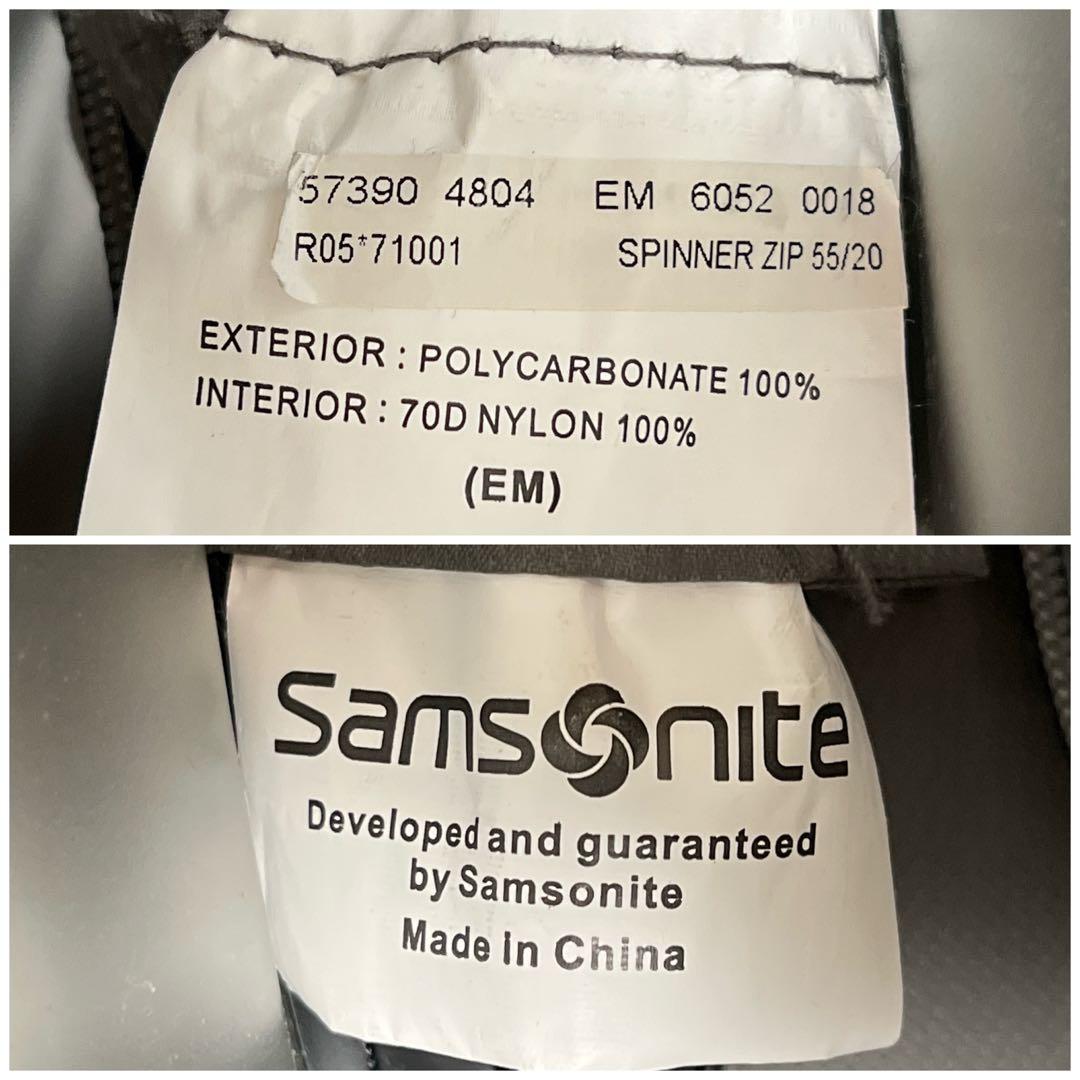 57390 4804 EM 6052 0018
R05*71001 SPINNER ZIP 55/20
EXTERIOR : POLYCARBONATE 100%
INTERIOR : 70D NYLON 100%
(EM)
Samsonite
Developed and guaranteed
by Samsonite
Made in China